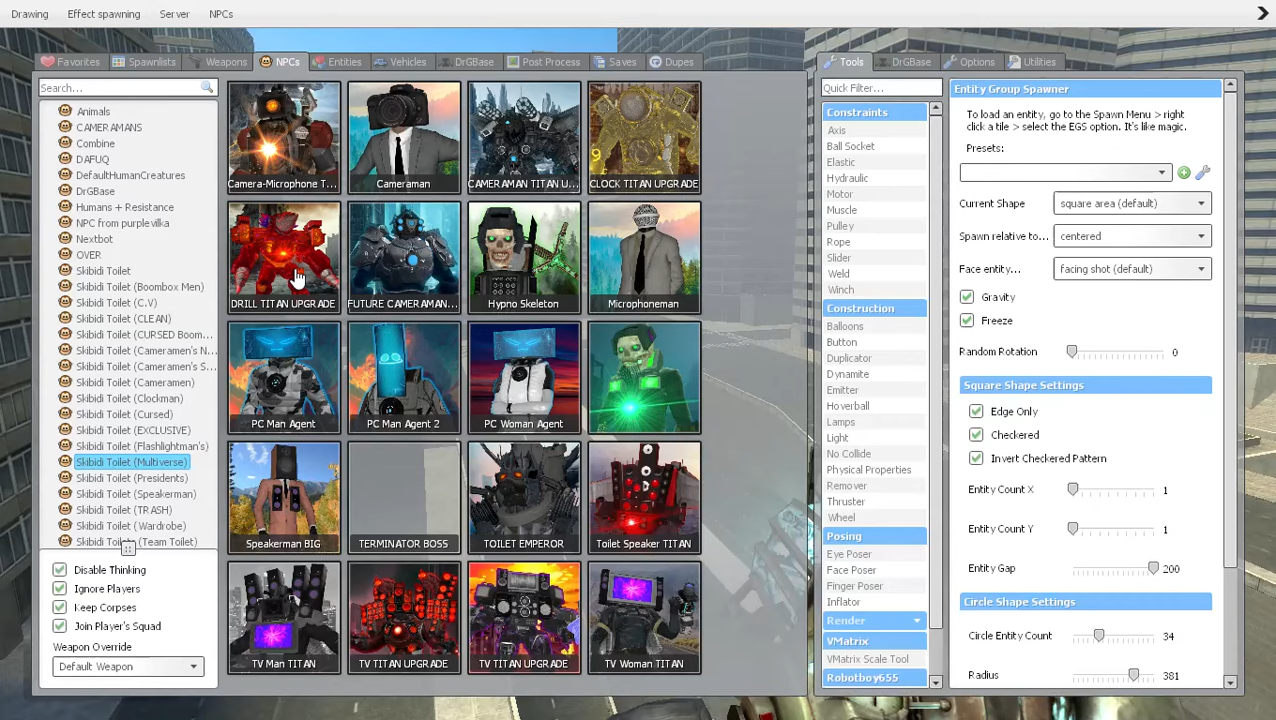 Drawing Effect spawning Server NPCs
Favorites Spawnlists Weapons NPCs Entities Vehicles DrGBase Post Process Saves Dupes
Search...
Animals
CAMERAMANS
Combine
DAFUQ
DefaultHumanCreatures
DrGBase
Humans + Resistance
NPC from purplevilka
Nextbot
OVER
Skibidi Toilet
Skibidi Toilet (Boombox Men)
Skibidi Toilet (C.V)
Skibidi Toilet (CLEAN)
Skibidi Toilet (CURSED Boom...
Skibidi Toilet (Cameramen's N...
Skibidi Toilet (Cameramen's S...
Skibidi Toilet (Cameramen)
Skibidi Toilet (Clockman)
Skibidi Toilet (Cursed)
Skibidi Toilet (EXCLUSIVE)
Skibidi Toilet (Flashlightman's)
Skibidi Toilet (Multiverse)
Skibidi Toilet (Presidents)
Skibidi Toilet (Speakerman)
Skibidi Toilet (TRASH)
Skibidi Toilet (Wardrobe)
Skibidi Toilet (Team Toilet)
Disable Thinking
Ignore Players
Keep Corpses
Join Player's Squad
Weapon Override
Default Weapon
Camera-Microphone T... Cameraman CAMERAMAN TITAN U... CLOCK TITAN UPGRADE
DRILL TITAN UPGRADE FUTURE CAMERAMAN... Hypno Skeleton Microphoneman
PC Man Agent PC Man Agent 2 PC Woman Agent
Speakerman BIG TERMINATOR BOSS TOILET EMPEROR Toilet Speaker TITAN
TV Man TITAN TV TITAN UPGRADE TV TITAN UPGRADE TV Woman TITAN
Tools DrGBase Options Utilities
Quick Filter...
Constraints
Axis
Ball Socket
Elastic
Hydraulic
Motor
Muscle
Pulley
Rope
Slider
Weld
Winch
Construction
Balloons
Button
Duplicator
Dynamite
Emitter
Hoverball
Lamps
Light
No Collide
Physical Properties
Remover
Thruster
Wheel
Posing
Eye Poser
Face Poser
Finger Poser
Inflator
Render
VMatrix
VMatrix Scale Tool
Robotboy655
Entity Group Spawner
To load an entity, go to the Spawn Menu > right
click a tile > select the EGS option. It's like magic.
Presets:
Current Shape square area (default)
Spawn relative to... centered
Face entity... facing shot (default)
Gravity
Freeze
Random Rotation 0
Square Shape Settings
Edge Only
Checkered
Invert Checkered Pattern
Entity Count X 1
Entity Count Y 1
Entity Gap 200
Circle Shape Settings
Circle Entity Count 34
Radius 381